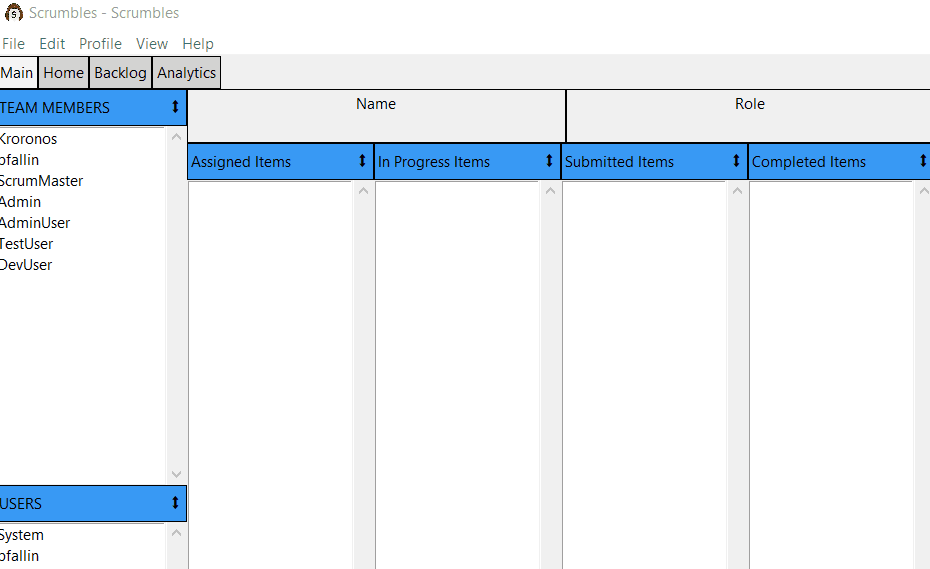 Scrumbles - Scrumbles
File Edit Profile View Help
Main Home Backlog Analytics
TEAM MEMBERS
Name Role
Kroronos
pfallin
ScrumMaster
Admin
AdminUser
TestUser
DevUser
Assigned Items In Progress Items Submitted Items Completed Items
USERS
System
pfallin